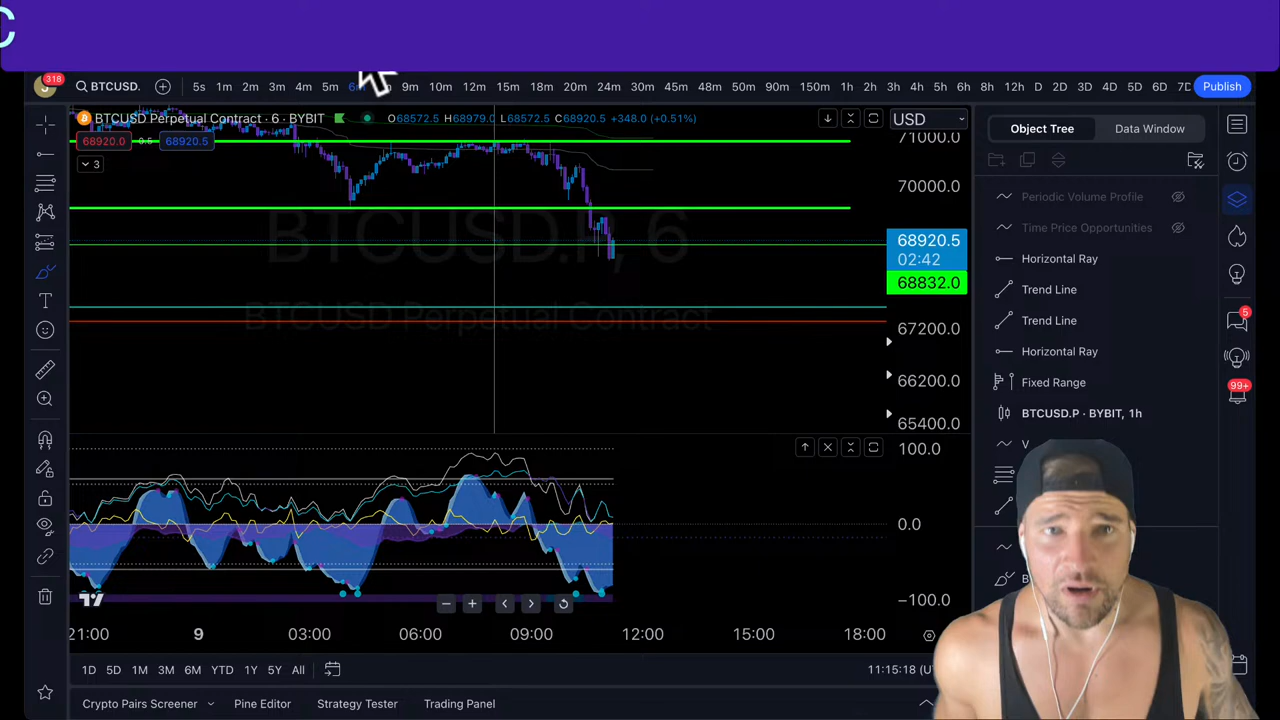 C
318
BTCUSD.
5s 1m 2m 3m 4m 5m 9m 10m 12m 15m 18m 20m 24m 30m 45m 48m 50m 90m 150m 1h 2h 3h 4h 6h 8h 12h D 2D 3D 4D 5D 6D 7D
Publish
BTCUSD Perpetual Contract · 6 · BYBIT O68572.5 H68979.0 L68572.5 C68920.5 +348.0 (+0.51%)
USD
68920.0 0.5 68920.5
3
71000.0
70000.0
68920.5
02:42
68832.0
67200.0
66200.0
65400.0
BTCUSD.P, 6
BTCUSD Perpetual Contract
100.0
0.0
−100.0
21:00 9 03:00 06:00 09:00 12:00 15:00 18:00
1D 5D 1M 3M 6M YTD 1Y 5Y All
11:15:18 (U
Crypto Pairs Screener Pine Editor Strategy Tester Trading Panel
Object Tree Data Window
Periodic Volume Profile
Time Price Opportunities
Horizontal Ray
Trend Line
Trend Line
Horizontal Ray
Fixed Range
BTCUSD.P · BYBIT, 1h
V
B
5
99+